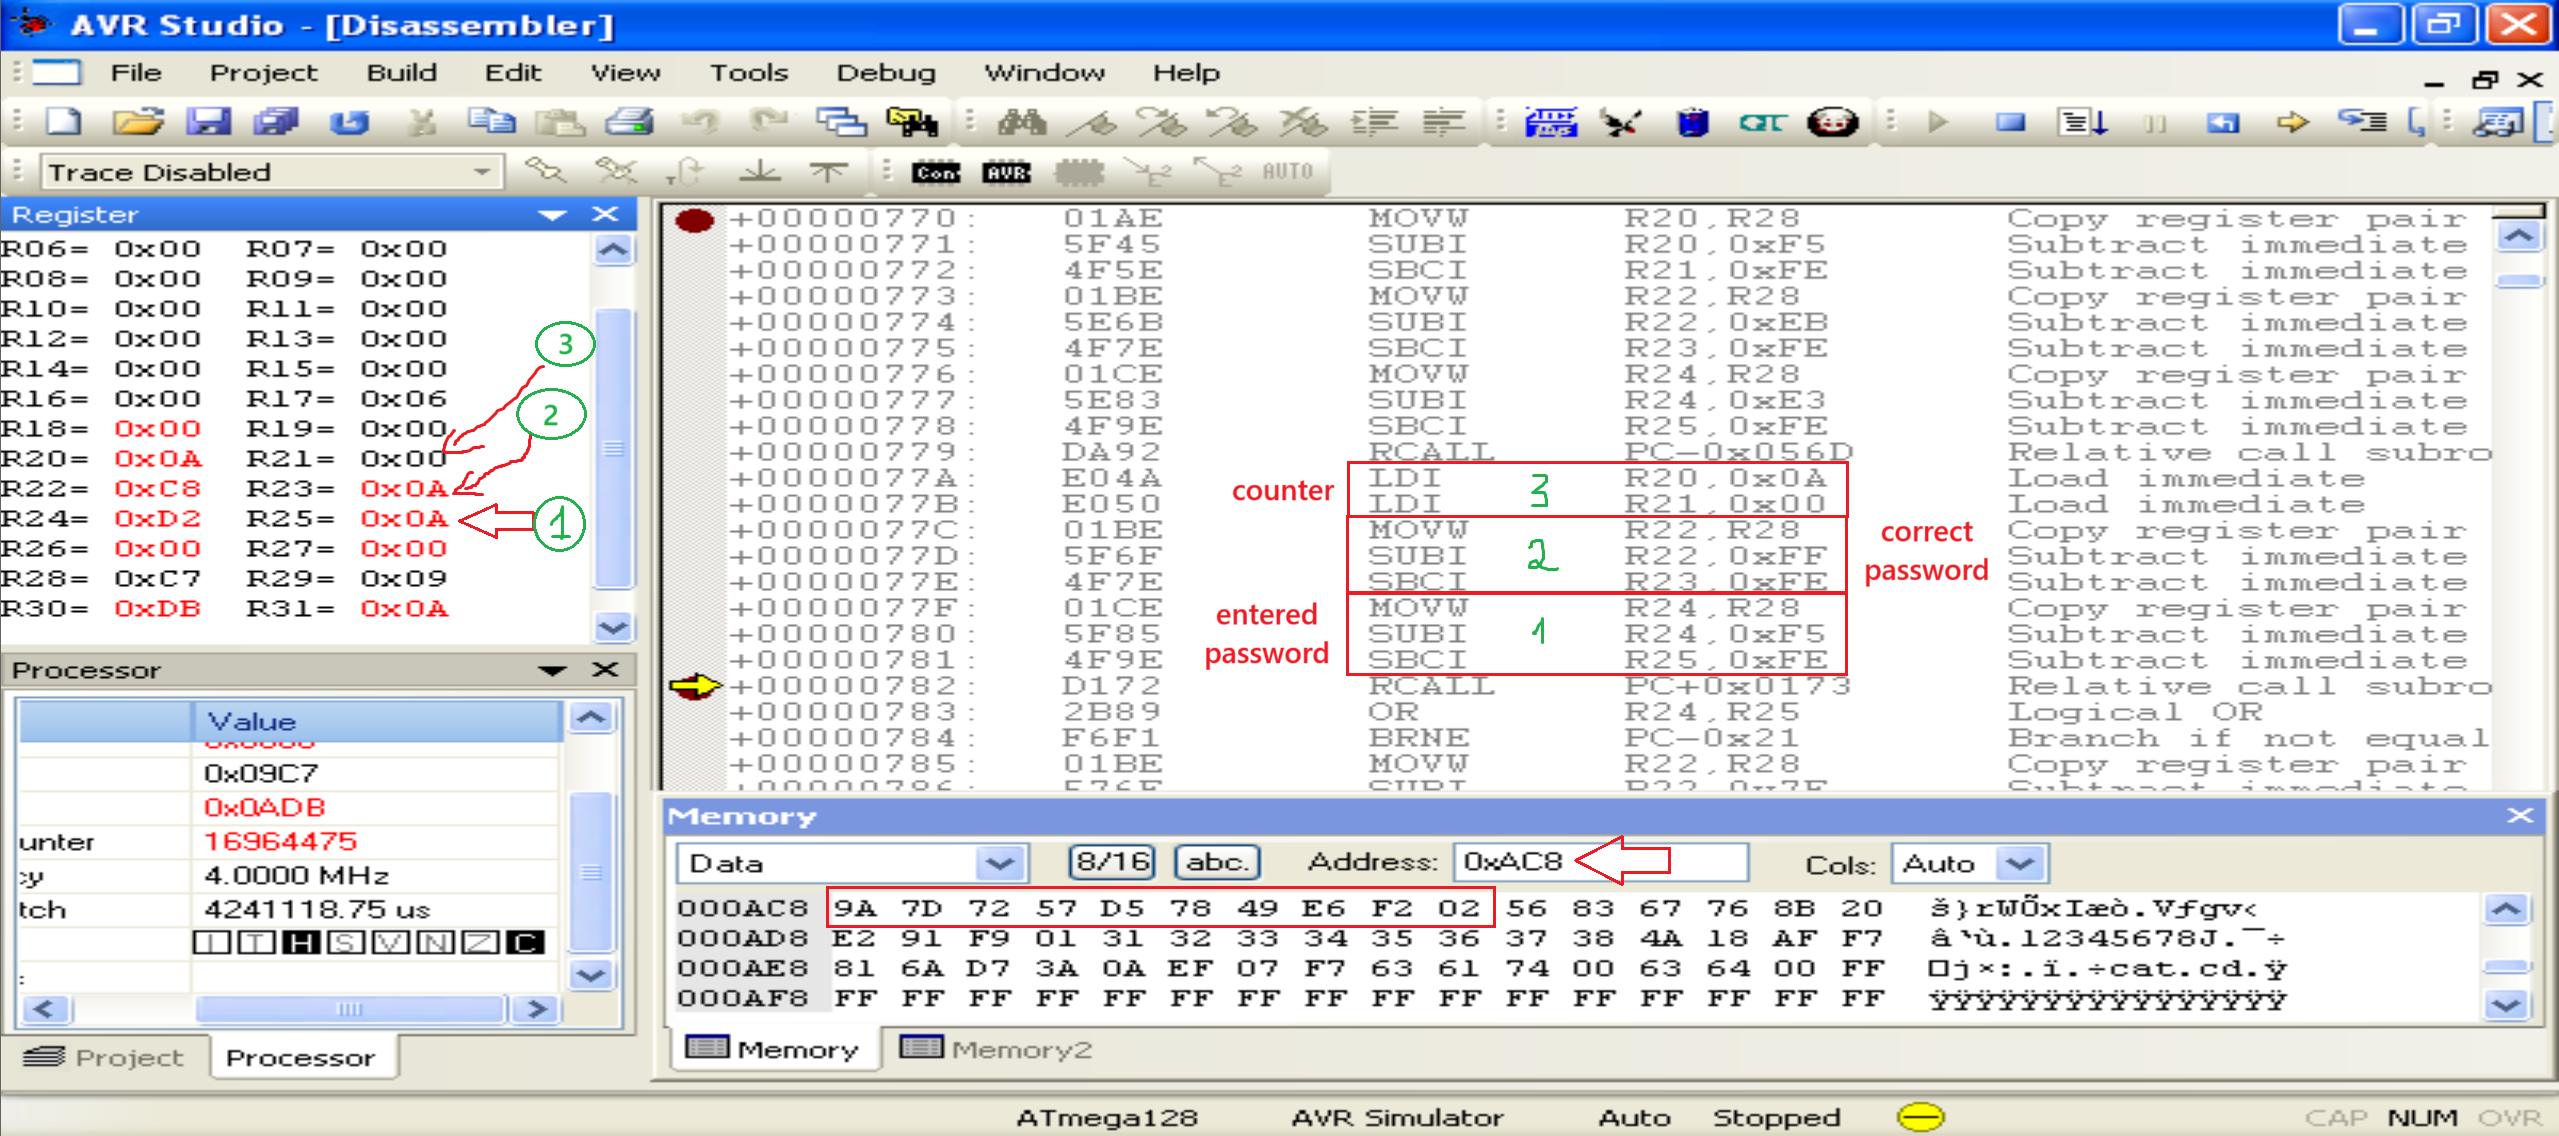 AVR Studio - [Disassembler]
File Project Build Edit View Tools Debug Window Help
Trace Disabled
Con AVR AUTO
Register
R06= 0x00 R07= 0x00
R08= 0x00 R09= 0x00
R10= 0x00 R11= 0x00
R12= 0x00 R13= 0x00
R14= 0x00 R15= 0x00
R16= 0x00 R17= 0x06
R18= 0x00 R19= 0x00
R20= 0x0A R21= 0x00
R22= 0xC8 R23= 0x0A
R24= 0xD2 R25= 0x0A
R26= 0x00 R27= 0x00
R28= 0xC7 R29= 0x09
R30= 0xDB R31= 0x0A
3
2
1
Processor
Value
0x09C7
0x0ADB
unter 16964475
cy 4.0000 MHz
tch 4241118.75 us
I T H S V N Z C
Project Processor
+00000770: 01AE MOVW R20,R28 Copy register pair
+00000771: 5F45 SUBI R20,0xF5 Subtract immediate
+00000772: 4F5E SBCI R21,0xFE Subtract immediate
+00000773: 01BE MOVW R22,R28 Copy register pair
+00000774: 5E6B SUBI R22,0xEB Subtract immediate
+00000775: 4F7E SBCI R23,0xFE Subtract immediate
+00000776: 01CE MOVW R24,R28 Copy register pair
+00000777: 5E83 SUBI R24,0xE3 Subtract immediate
+00000778: 4F9E SBCI R25,0xFE Subtract immediate
+00000779: DA92 RCALL PC-0x056D Relative call subro
+0000077A: E04A LDI R20,0x0A Load immediate
+0000077B: E050 LDI R21,0x00 Load immediate
+0000077C: 01BE MOVW R22,R28 Copy register pair
+0000077D: 5F6F SUBI R22,0xFF Subtract immediate
+0000077E: 4F7E SBCI R23,0xFE Subtract immediate
+0000077F: 01CE MOVW R24,R28 Copy register pair
+00000780: 5F85 SUBI R24,0xF5 Subtract immediate
+00000781: 4F9E SBCI R25,0xFE Subtract immediate
+00000782: D172 RCALL PC+0x0173 Relative call subro
+00000783: 2B89 OR R24,R25 Logical OR
+00000784: F6F1 BRNE PC-0x21 Branch if not equal
+00000785: 01BE MOVW R22,R28 Copy register pair
counter
3
correct
password
2
entered
password
1
Memory
Data 8/16 abc. Address: 0xAC8 Cols: Auto
000AC8 9A 7D 72 57 D5 78 49 E6 F2 02 56 83 67 76 8B 20 š}rWÕxIæò.Vƒgv‹
000AD8 E2 91 F9 01 31 32 33 34 35 36 37 38 4A 18 AF F7 â‘ù.12345678J.¯÷
000AE8 81 6A D7 3A 0A EF 07 F7 63 61 74 00 63 64 00 FF □j×:.ï.÷cat.cd.ÿ
000AF8 FF FF FF FF FF FF FF FF FF FF FF FF FF FF FF FF ÿÿÿÿÿÿÿÿÿÿÿÿÿÿÿÿ
Memory Memory2
ATmega128 AVR Simulator Auto Stopped CAP NUM OVR